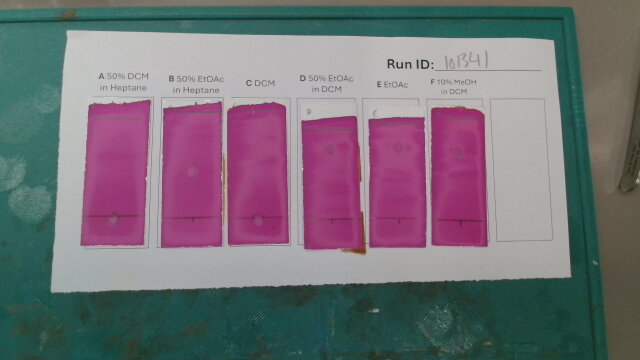 Run ID: 101341
A 50% DCM
in Heptane
B 50% EtOAc
in Heptane
C DCM
D 50% EtOAc
in DCM
E EtOAc
F 10% MeOH
in DCM